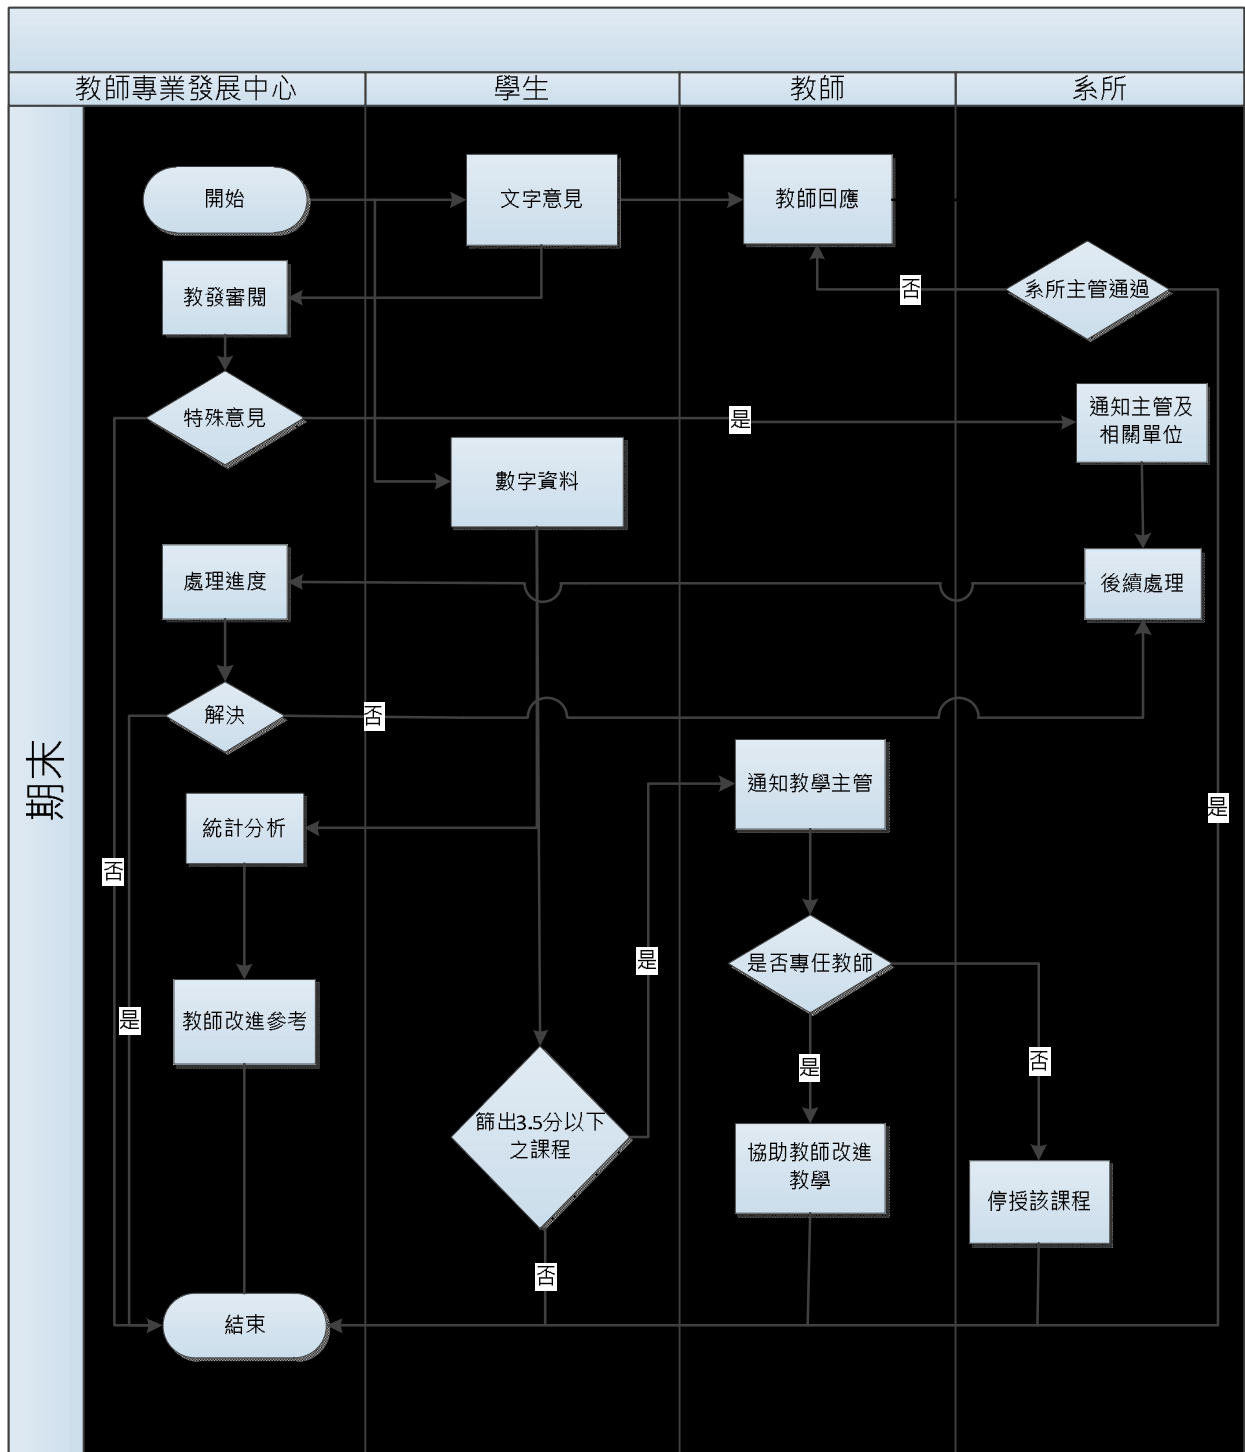 教師專業發展中心
學生
教師
系所
期末
開始
文字意見
教師回應
教發審閱
否
系所主管通過
特殊意見
是
通知主管及
相關單位
數字資料
處理進度
後續處理
解決
否
通知教學主管
統計分析
是
否
是
是否專任教師
教師改進參考
是
是
否
篩出3.5分以下
之課程
協助教師改進
教學
停授該課程
否
結束